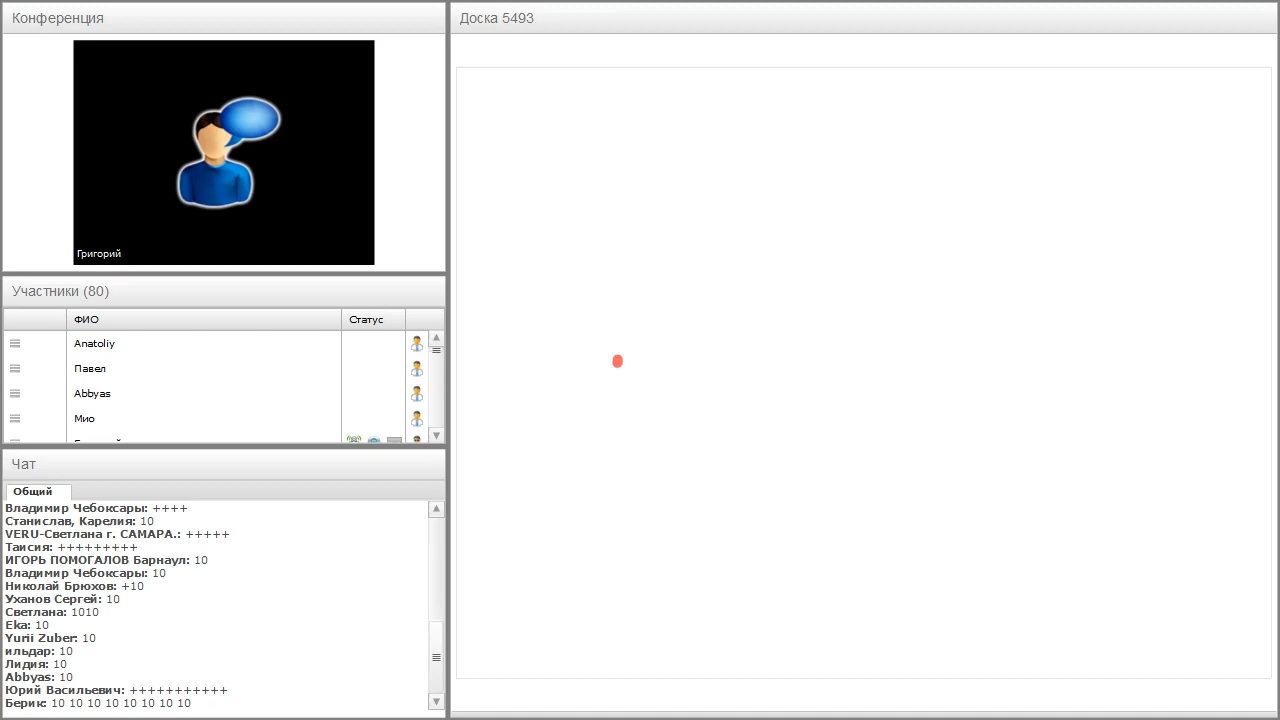 Конференция
Григорий
Участники (80)
ФИО
Статус
Anatoliy
Павел
Abbyas
Мио
Чат
Общий
Владимир Чебоксары: ++++
Станислав, Карелия: 10
VERU-Светлана г. САМАРА.: +++++
Таисия: +++++++++
ИГОРЬ ПОМОГАЛОВ Барнаул: 10
Владимир Чебоксары: 10
Николай Брюхов: +10
Уханов Сергей: 10
Светлана: 1010
Eka: 10
Yurii Zuber: 10
ильдар: 10
Лидия: 10
Abbyas: 10
Юрий Васильевич: +++++++++++
Берик: 10 10 10 10 10 10 10 10
Доска 5493